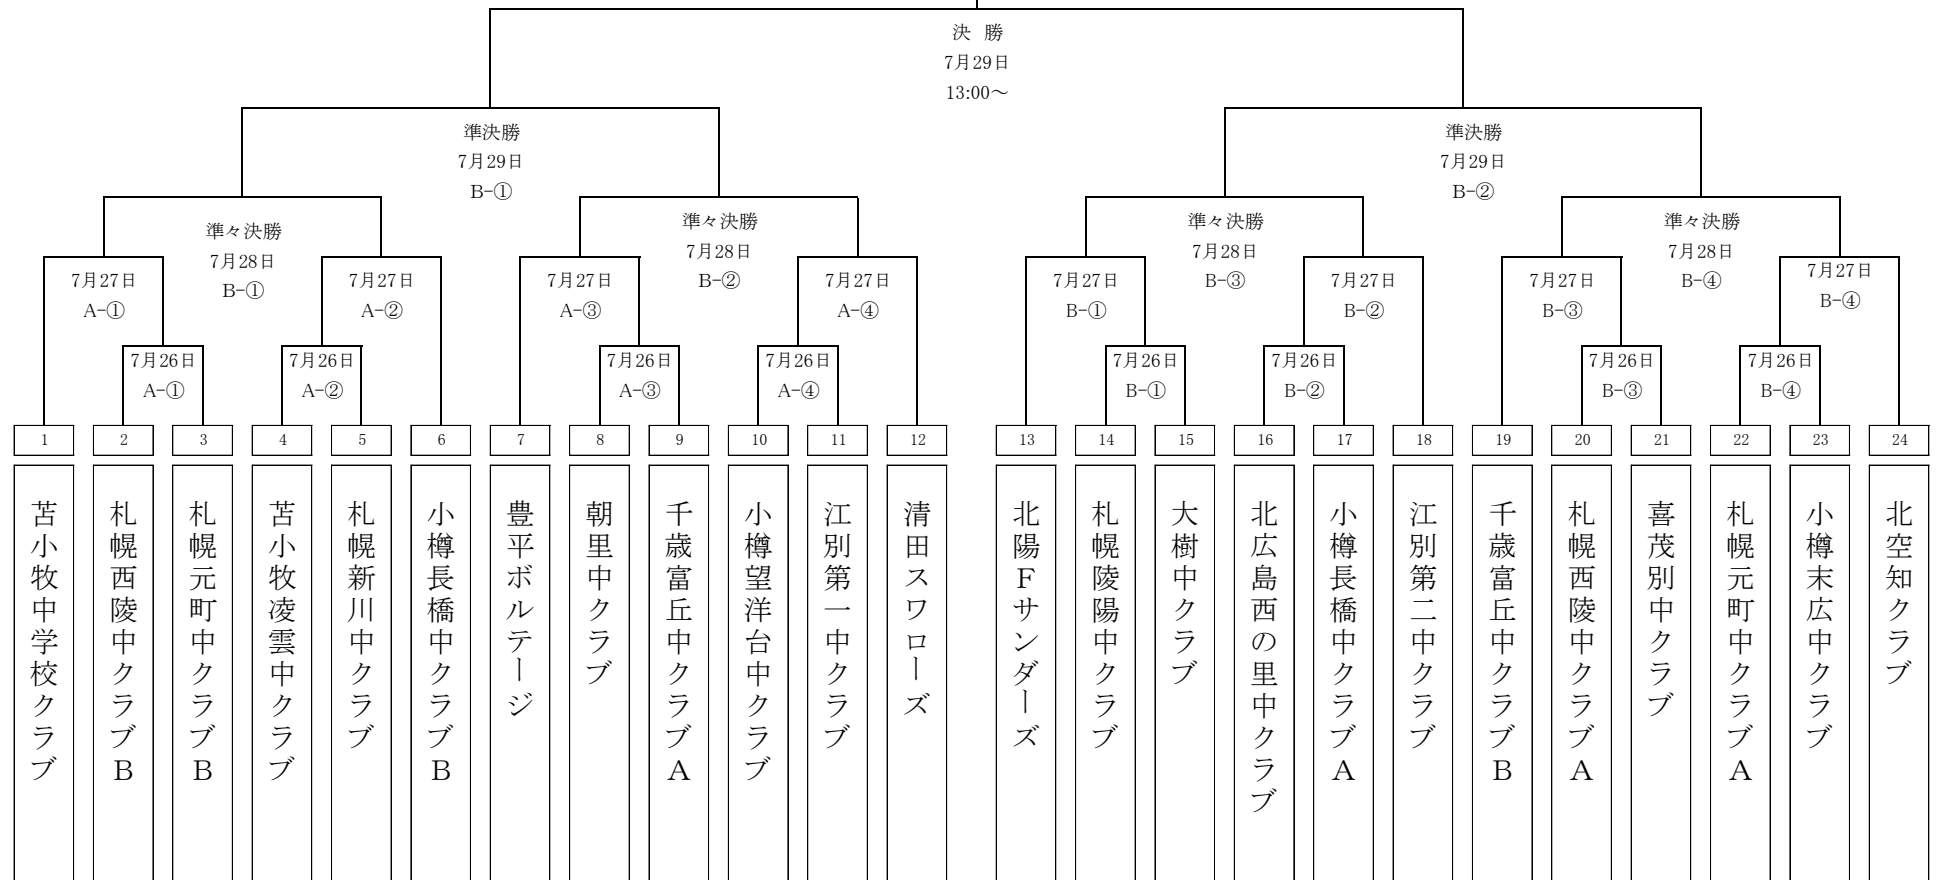 決 勝
7月29日
13:00～
準決勝
7月29日
B-①
準決勝
7月29日
B-②
準々決勝
7月28日
B-①
準々決勝
7月28日
B-②
準々決勝
7月28日
B-③
準々決勝
7月28日
B-④
7月27日
A-①
7月27日
A-②
7月27日
A-③
7月27日
A-④
7月27日
B-①
7月27日
B-②
7月27日
B-③
7月27日
B-④
7月26日
A-①
7月26日
A-②
7月26日
A-③
7月26日
A-④
7月26日
B-①
7月26日
B-②
7月26日
B-③
7月26日
B-④
1
苫小牧中学校クラブ
2
札幌西陵中クラブB
3
札幌元町中クラブB
4
苫小牧凌雲中クラブ
5
札幌新川中クラブ
6
小樽長橋中クラブB
7
豊平ボルテージ
8
朝里中クラブ
9
千歳富丘中クラブA
10
小樽望洋台中クラブ
11
江別第一中クラブ
12
清田スワローズ
13
北陽Fサンダーズ
14
札幌陵陽中クラブ
15
大樹中クラブ
16
北広島西の里中クラブ
17
小樽長橋中クラブA
18
江別第二中クラブ
19
千歳富丘中クラブB
20
札幌西陵中クラブA
21
喜茂別中クラブ
22
札幌元町中クラブA
23
小樽末広中クラブ
24
北空知クラブ